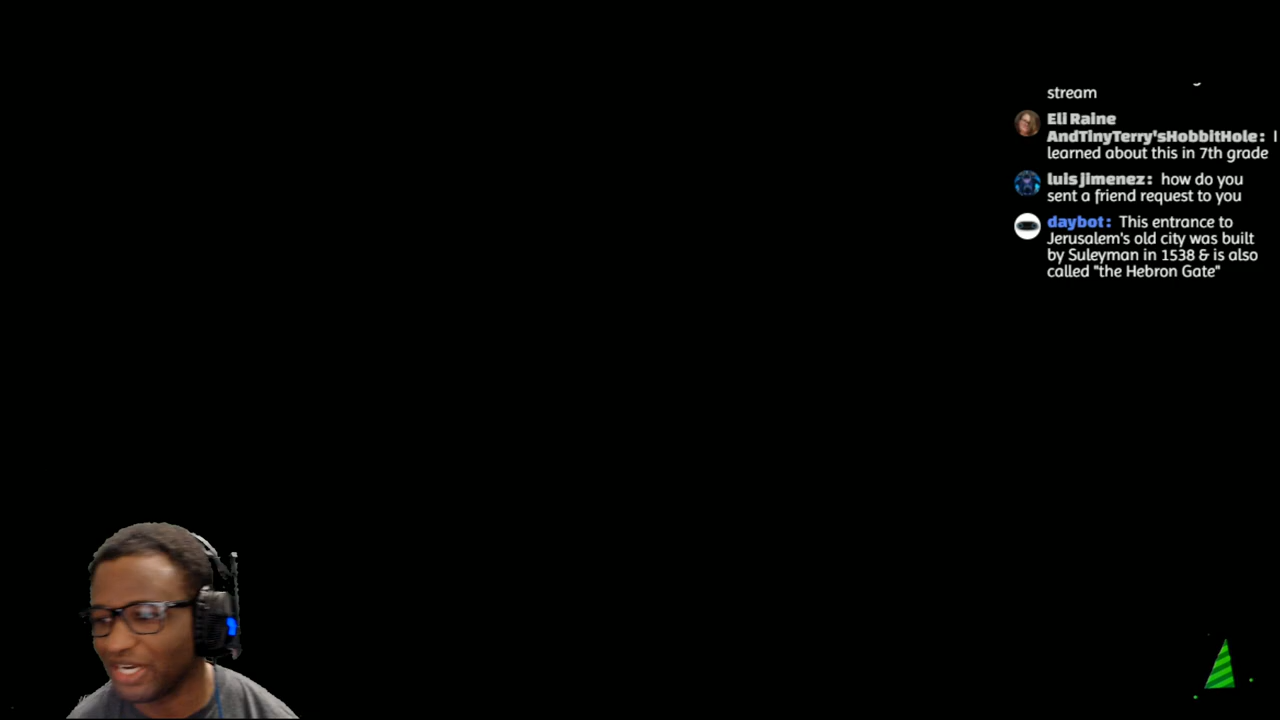 stream
Eli Raine
AndTinyTerry'sHobbitHole: I
learned about this in 7th grade
luis jimenez: how do you
sent a friend request to you
daybot: This entrance to
Jerusalem's old city was built
by Suleyman in 1538 & is also
called "the Hebron Gate"